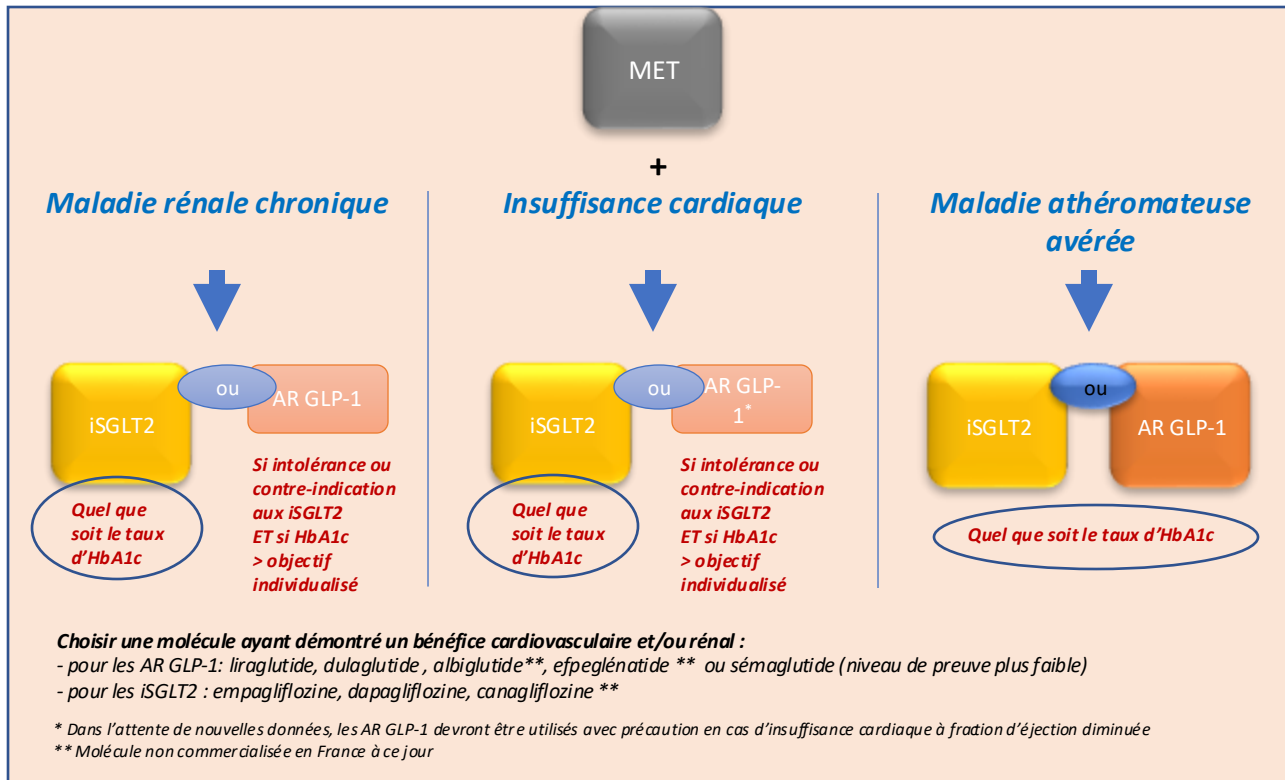 MET
+
Maladie rénale chronique
Insuffisance cardiaque
Maladie athéromateuse
avérée
iSGLT2
ou
AR GLP-1
Quel que
soit le taux
d'HbA1c
Si intolérance ou
contre-indication
aux iSGLT2
ET si HbA1c
> objectif
individualisé
iSGLT2
ou
AR GLP-
1*
Quel que
soit le taux
d'HbA1c
Si intolérance ou
contre-indication
aux iSGLT2
ET si HbA1c
> objectif
individualisé
iSGLT2
ou
AR GLP-1
Quel que soit le taux d'HbA1c
Choisir une molécule ayant démontré un bénéfice cardiovasculaire et/ou rénal :
- pour les AR GLP-1: liraglutide, dulaglutide , albiglutide**, efpeglénatide ** ou sémaglutide (niveau de preuve plus faible)
- pour les iSGLT2 : empagliflozine, dapagliflozine, canagliflozine **
* Dans l'attente de nouvelles données, les AR GLP-1 devront être utilisés avec précaution en cas d'insuffisance cardiaque à fraction d'éjection diminuée
** Molécule non commercialisée en France à ce jour